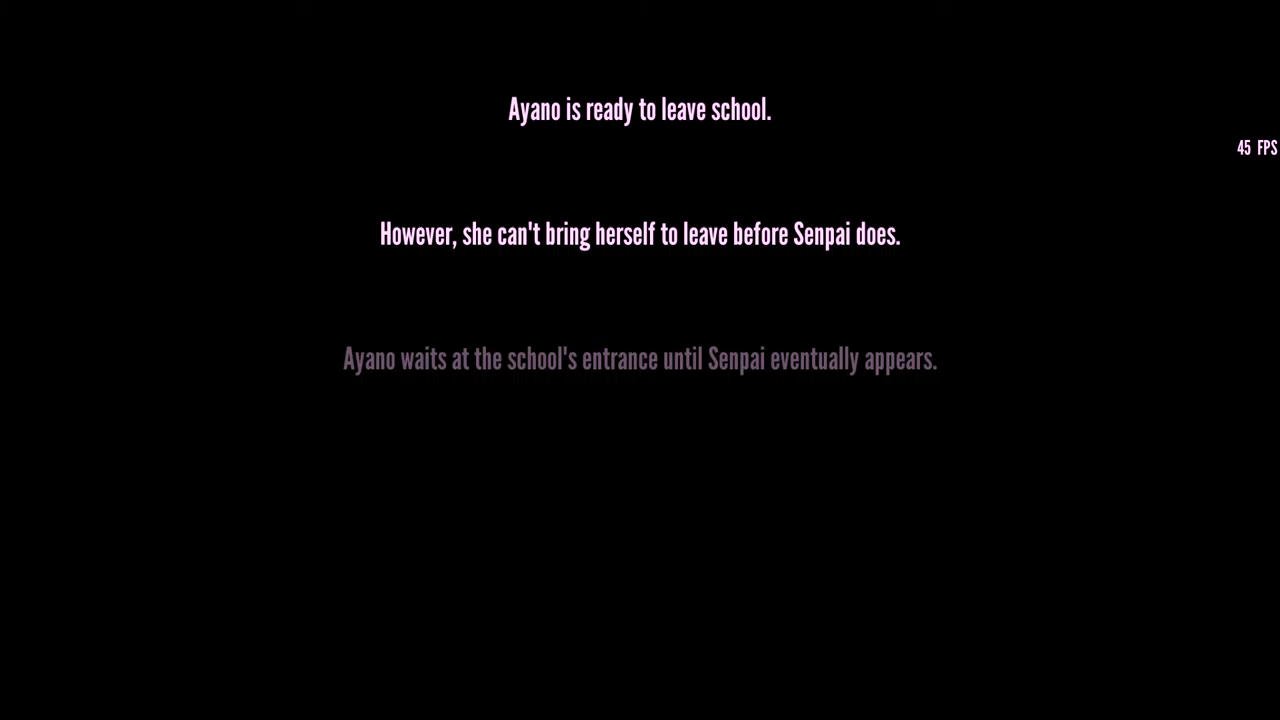 Ayano is ready to leave school.
45 FPS
However, she can't bring herself to leave before Senpai does.
Ayano waits at the school's entrance until Senpai eventually appears.